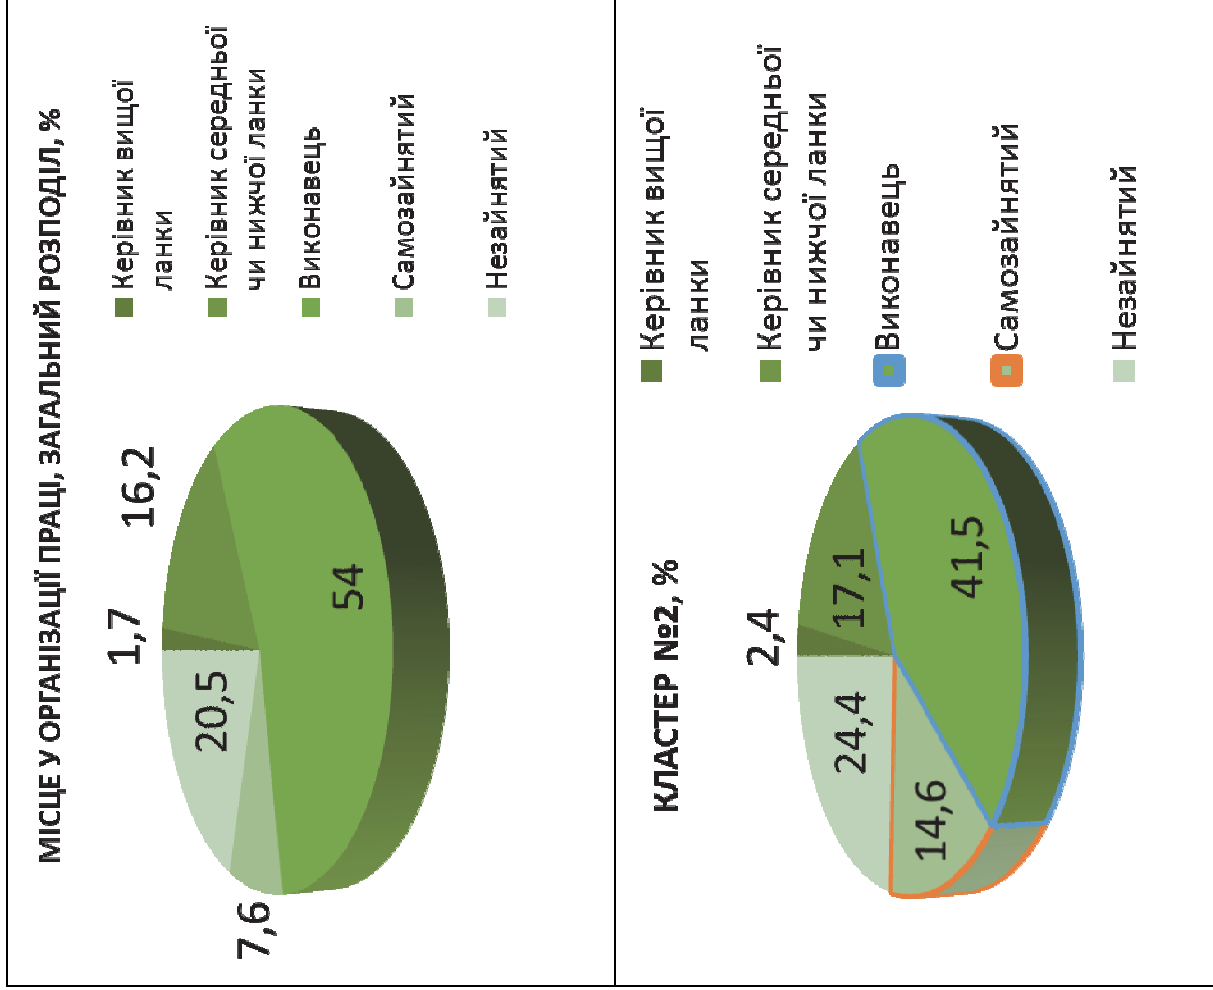 МІСЦЕ У ОРГАНІЗАЦІЇ ПРАЦІ, ЗАГАЛЬНИЙ РОЗПОДІЛ, %
1,7
16,2
54
7,6
20,5
Керівник вищої
ланки
Керівник середньої
чи нижчої ланки
Виконавець
Самозайнятий
Незайнятий
КЛАСТЕР №2, %
2,4
17,1
41,5
14,6
24,4
Керівник вищої
ланки
Керівник середньої
чи нижчої ланки
Виконавець
Самозайнятий
Незайнятий